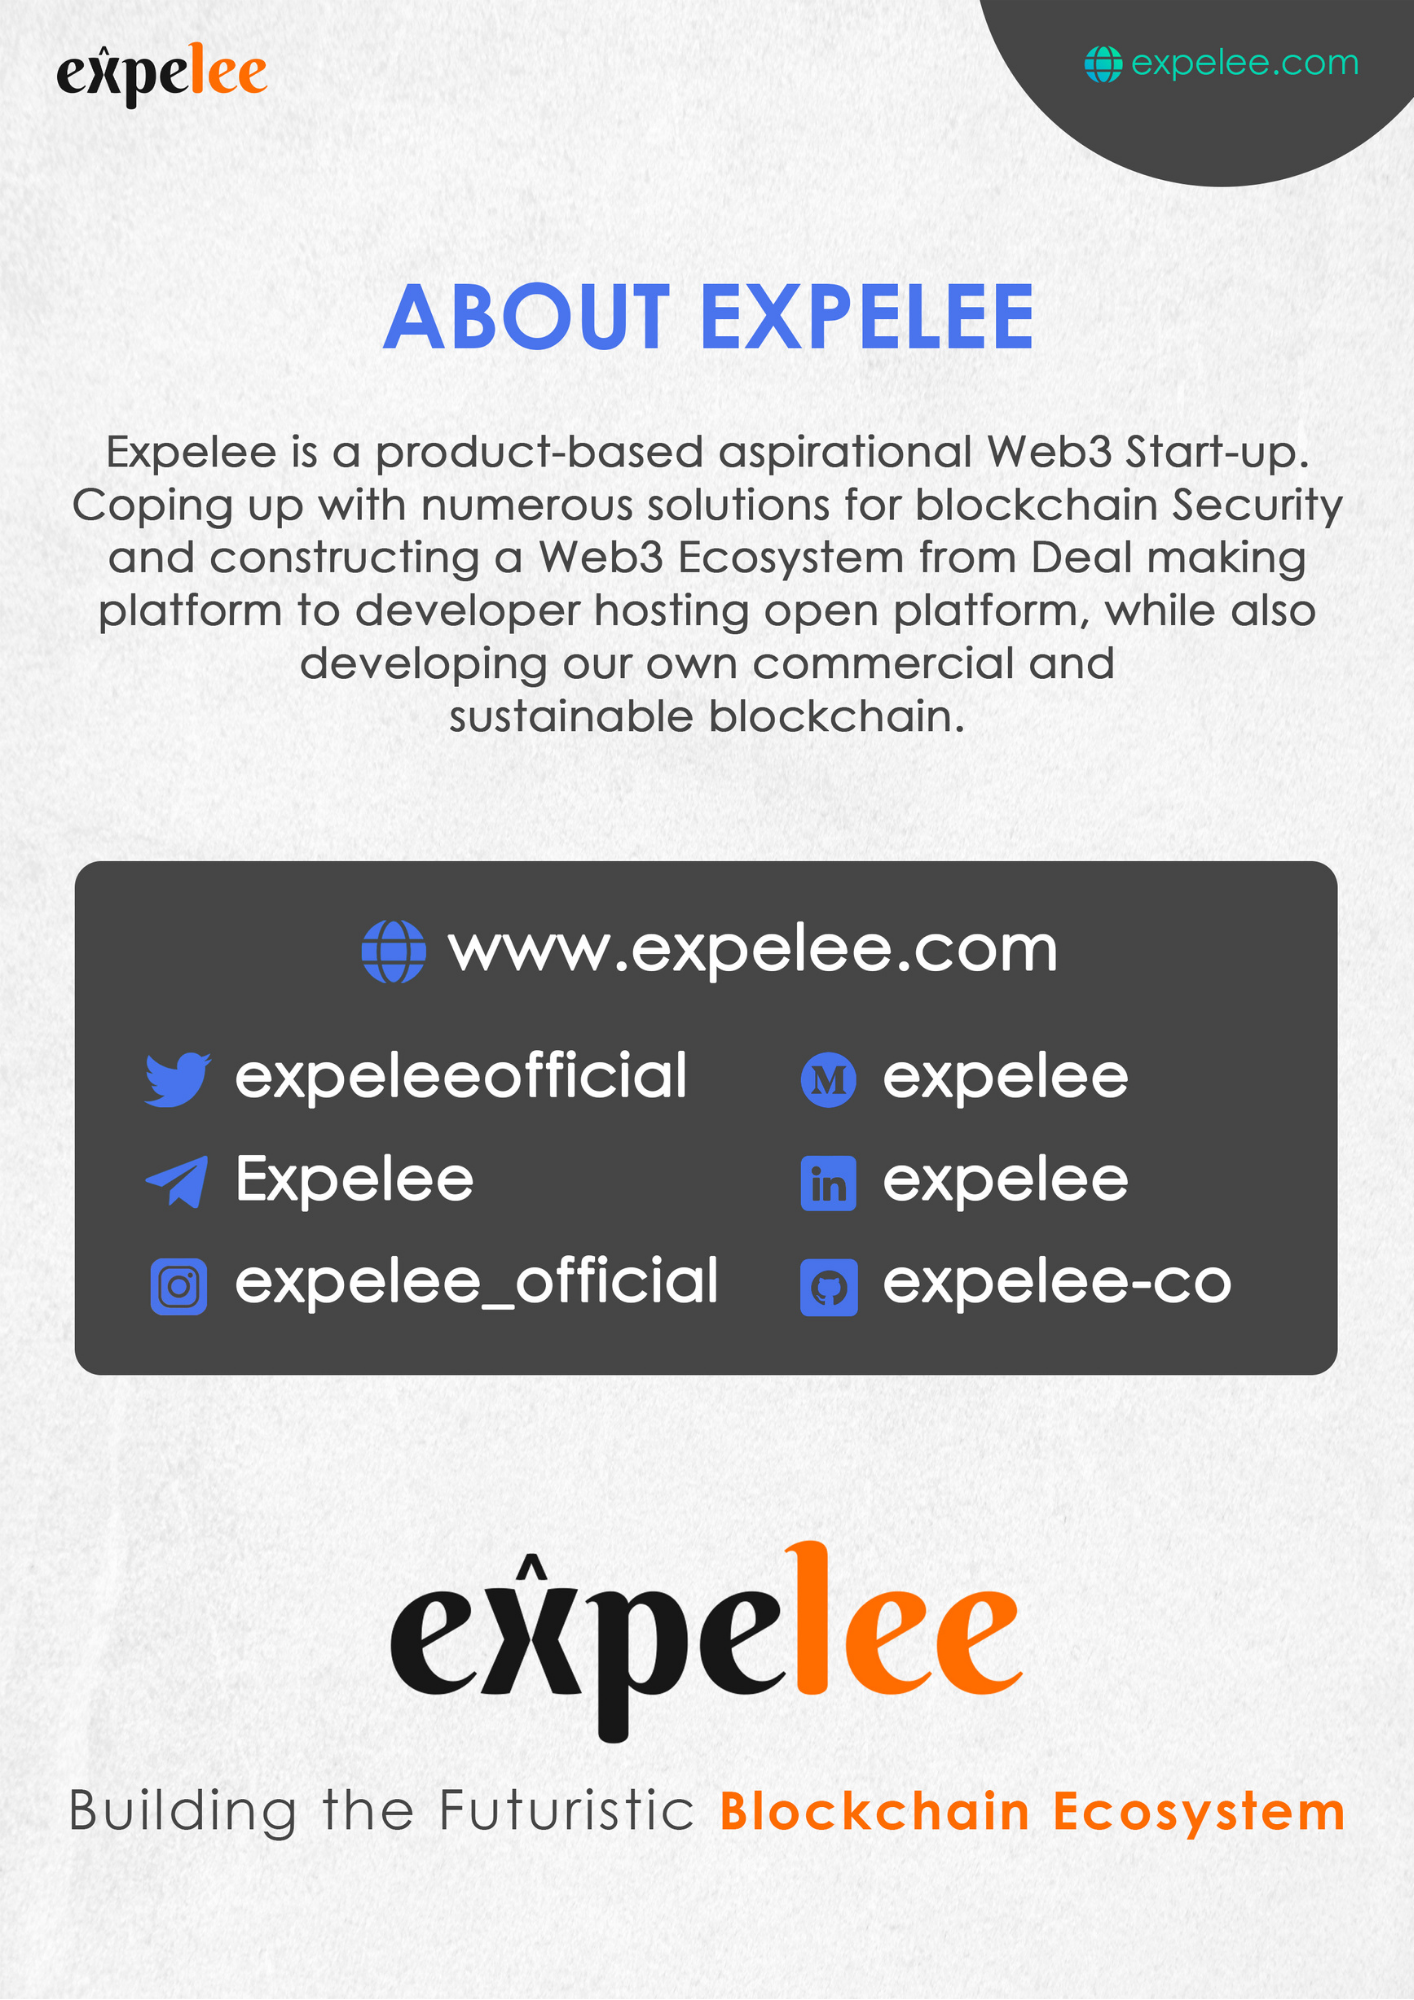 expelee
expelee.com
ABOUT EXPELEE
Expelee is a product-based aspirational Web3 Start-up.
Coping up with numerous solutions for blockchain Security
and constructing a Web3 Ecosystem from Deal making
platform to developer hosting open platform, while also
developing our own commercial and
sustainable blockchain.
www.expelee.com
expeleeofficial
expelee
Expelee
expelee
expelee_official
expelee-co
expelee
Building the Futuristic Blockchain Ecosystem